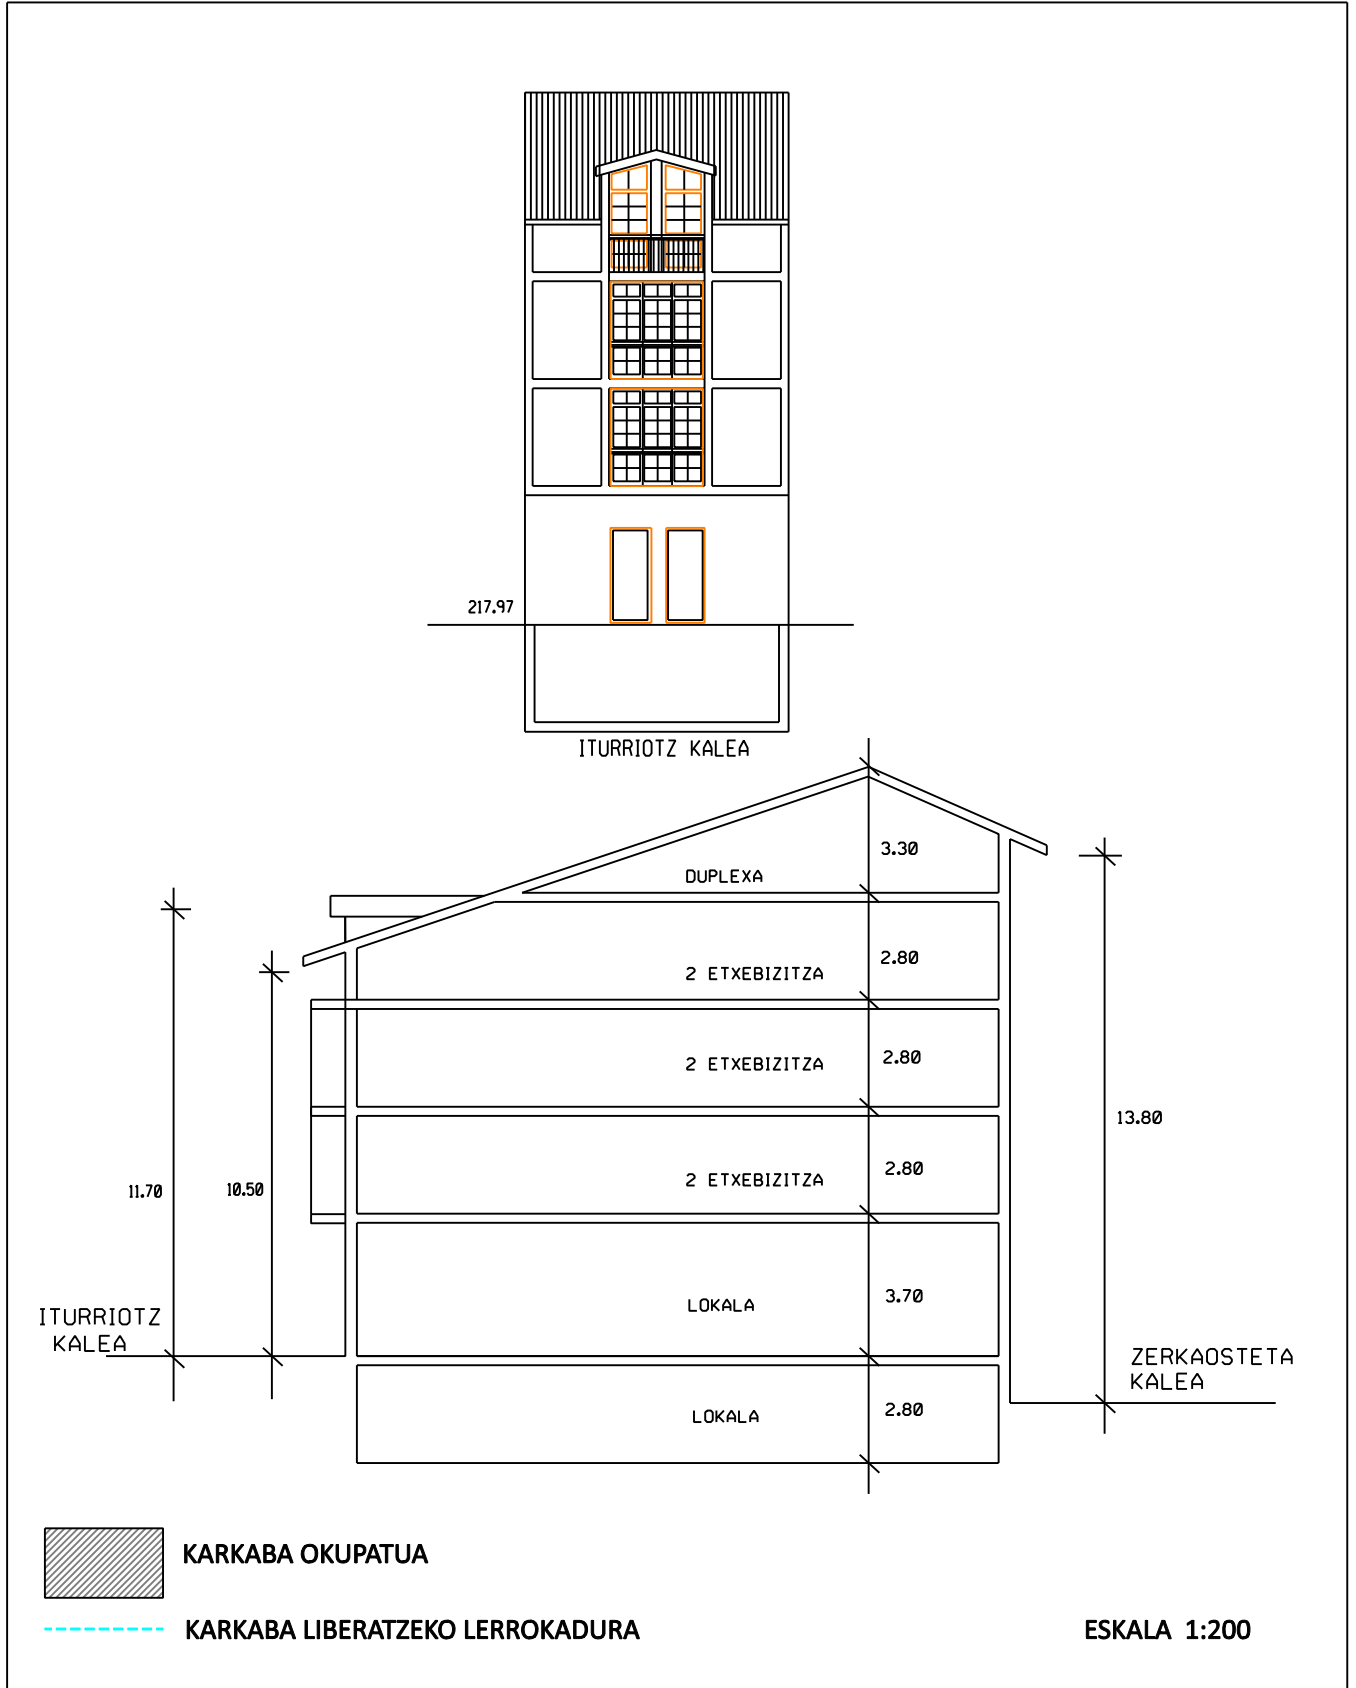 217.97
ITURRIOTZ KALEA
3.30
DUPLEXA
2.80
2 ETXEBIZITZA
2.80
2 ETXEBIZITZA
13.80
2.80
2 ETXEBIZITZA
11.70
10.50
3.70
LOKALA
ITURRIOTZ
KALEA
ZERKAOSTETA
KALEA
2.80
LOKALA
KARKABA OKUPATUA
KARKABA LIBERATZEKO LERROKADURA
ESKALA 1:200